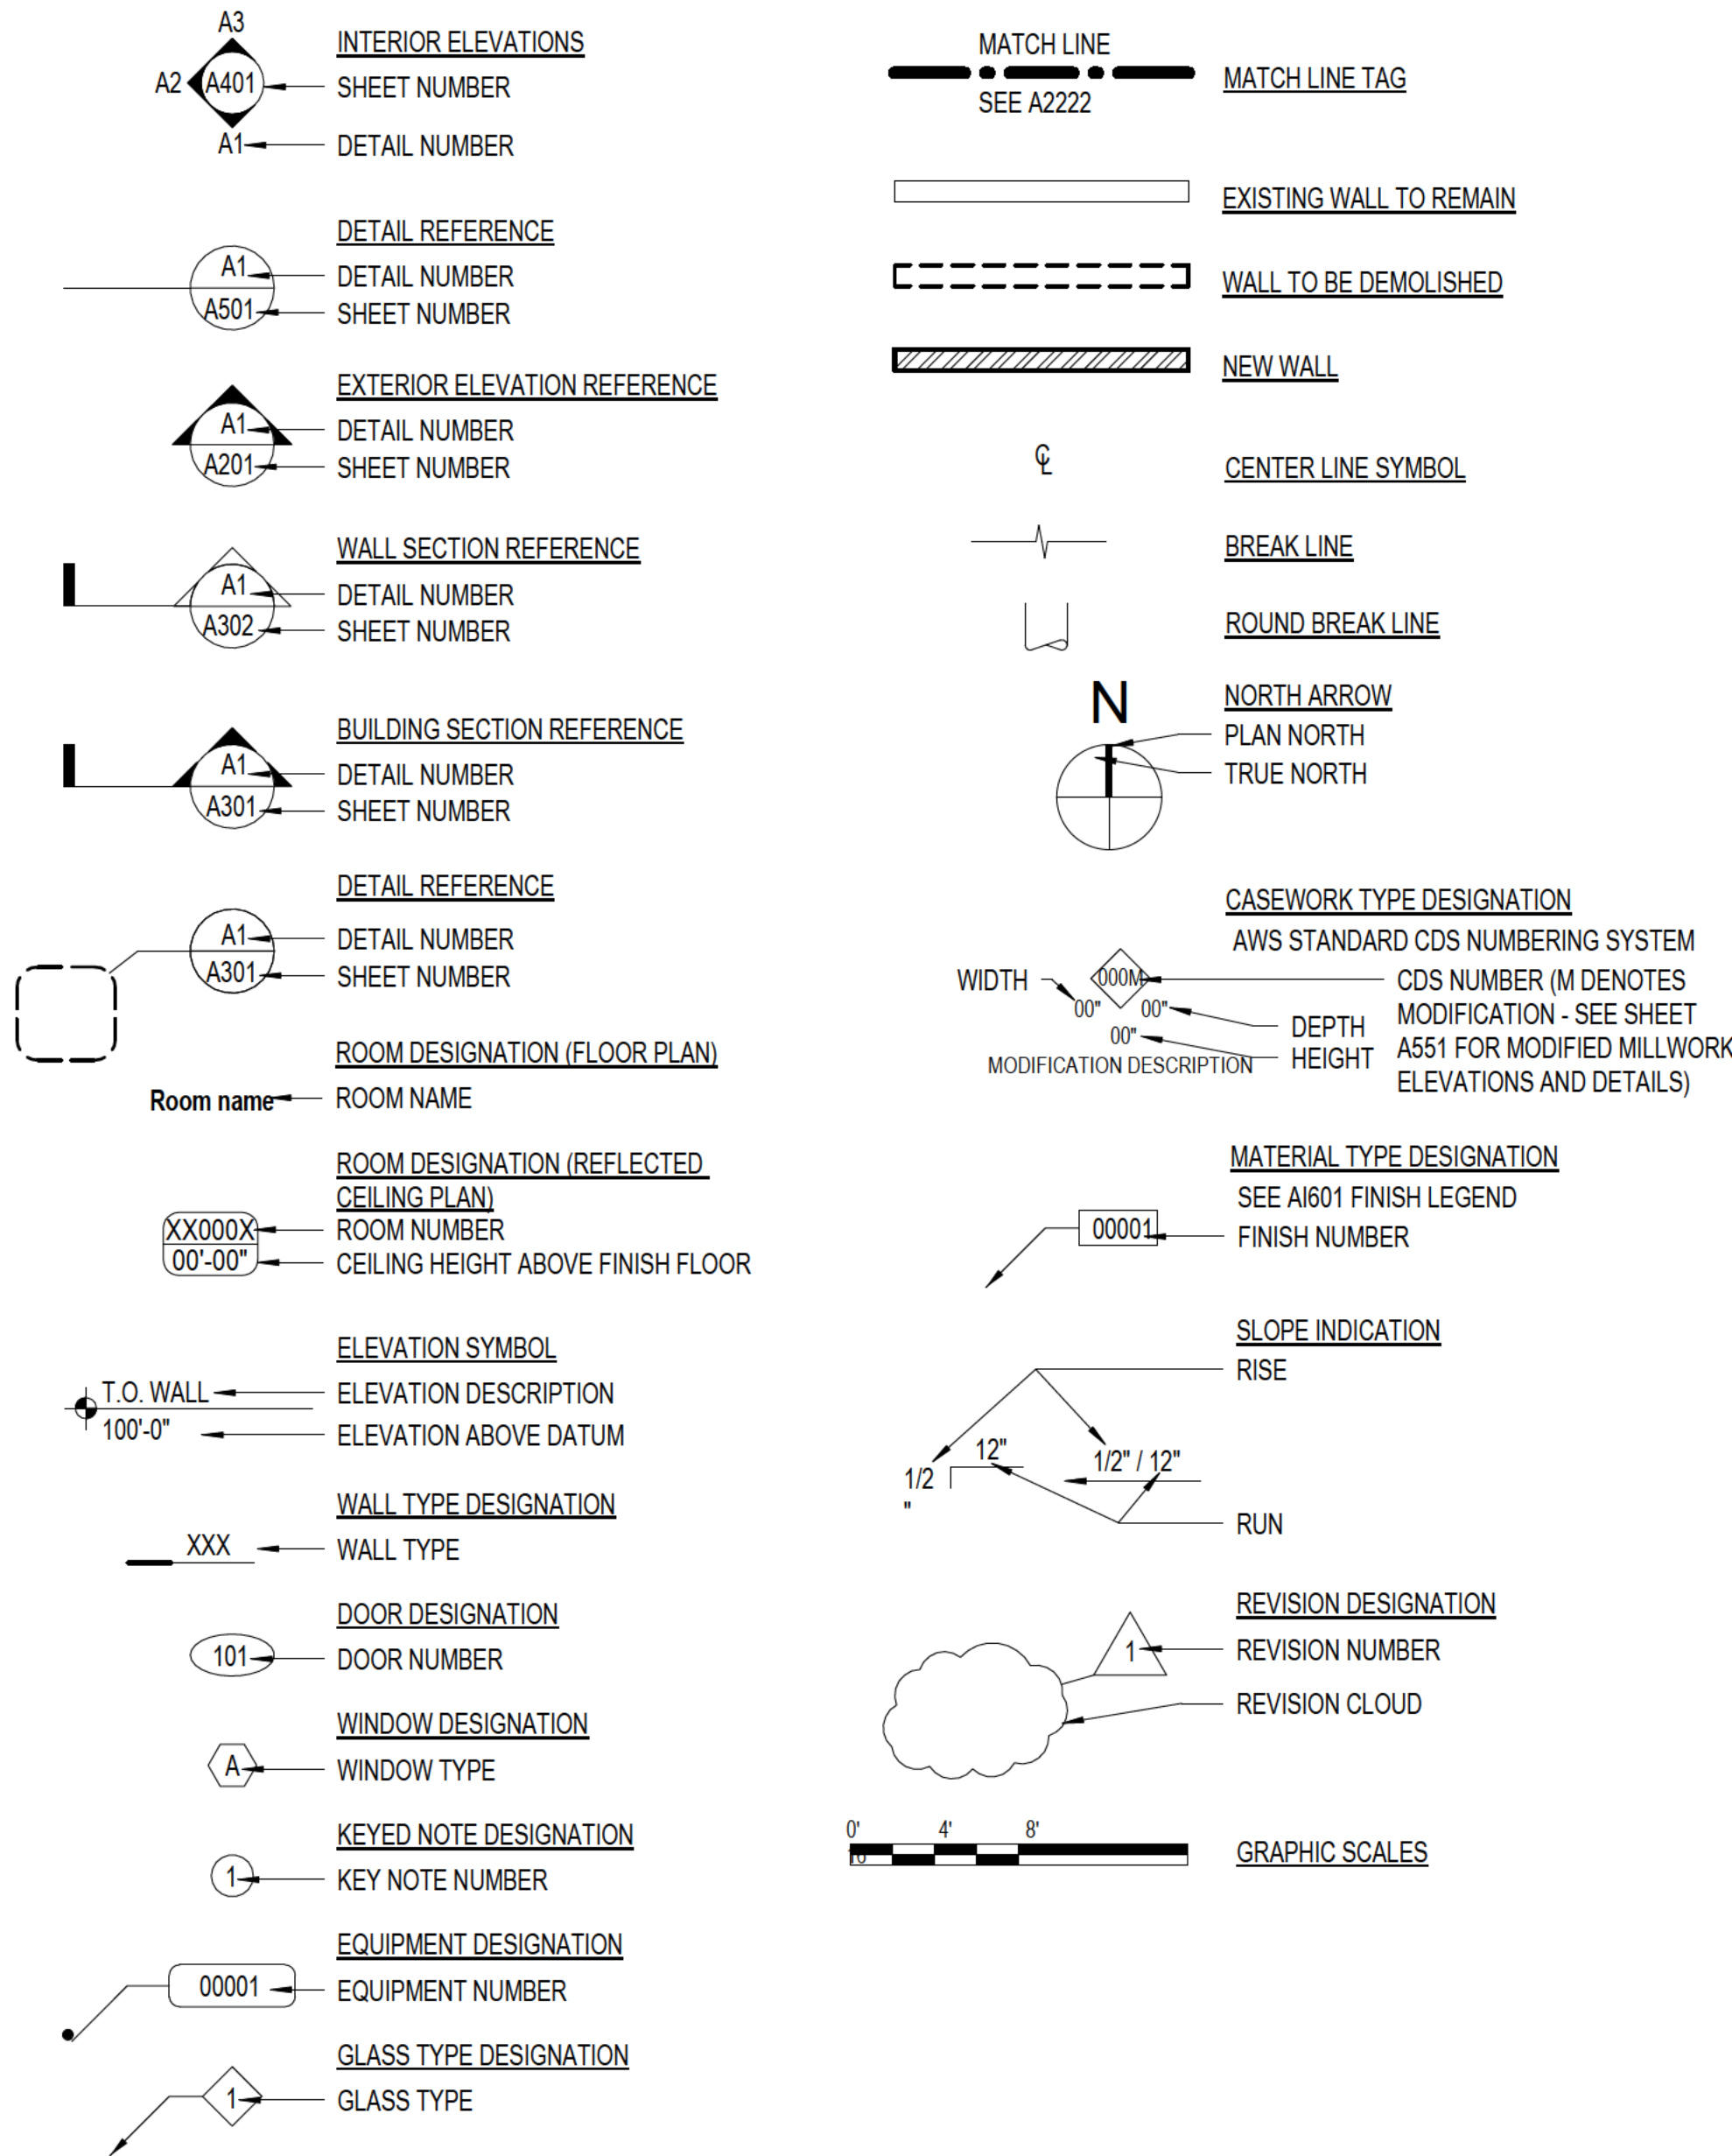 A3
INTERIOR ELEVATIONS
A2
A401
SHEET NUMBER
A1
DETAIL NUMBER
DETAIL REFERENCE
A1
DETAIL NUMBER
A501
SHEET NUMBER
EXTERIOR ELEVATION REFERENCE
A1
DETAIL NUMBER
A201
SHEET NUMBER
WALL SECTION REFERENCE
A1
DETAIL NUMBER
A302
SHEET NUMBER
BUILDING SECTION REFERENCE
A1
DETAIL NUMBER
A301
SHEET NUMBER
DETAIL REFERENCE
A1
DETAIL NUMBER
A301
SHEET NUMBER
ROOM DESIGNATION (FLOOR PLAN)
Room name
ROOM NAME
ROOM DESIGNATION (REFLECTED
CEILING PLAN)
XX000X
ROOM NUMBER
00'-00"
CEILING HEIGHT ABOVE FINISH FLOOR
ELEVATION SYMBOL
T.O. WALL
ELEVATION DESCRIPTION
100'-0"
ELEVATION ABOVE DATUM
WALL TYPE DESIGNATION
XXX
WALL TYPE
DOOR DESIGNATION
101
DOOR NUMBER
WINDOW DESIGNATION
A
WINDOW TYPE
KEYED NOTE DESIGNATION
1
KEY NOTE NUMBER
EQUIPMENT DESIGNATION
00001
EQUIPMENT NUMBER
GLASS TYPE DESIGNATION
1
GLASS TYPE
MATCH LINE
MATCH LINE TAG
SEE A2222
EXISTING WALL TO REMAIN
WALL TO BE DEMOLISHED
NEW WALL
℄
CENTER LINE SYMBOL
BREAK LINE
ROUND BREAK LINE
N
NORTH ARROW
PLAN NORTH
TRUE NORTH
CASEWORK TYPE DESIGNATION
AWS STANDARD CDS NUMBERING SYSTEM
WIDTH
000M
CDS NUMBER (M DENOTES
MODIFICATION - SEE SHEET
A551 FOR MODIFIED MILLWORK
ELEVATIONS AND DETAILS)
00"
00"
DEPTH
00"
HEIGHT
MODIFICATION DESCRIPTION
MATERIAL TYPE DESIGNATION
SEE AI601 FINISH LEGEND
00001
FINISH NUMBER
SLOPE INDICATION
RISE
12"
1/2" / 12"
1/2
"
RUN
REVISION DESIGNATION
1
REVISION NUMBER
REVISION CLOUD
0'
4'
8'
GRAPHIC SCALES